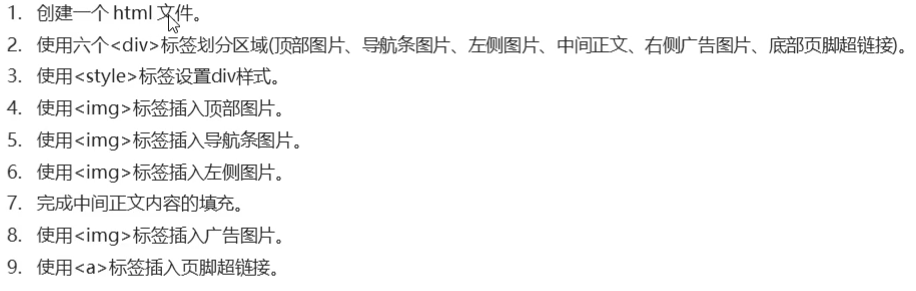 1. 创建一个 html 文件。
2. 使用六个<div>标签划分区域(顶部图片、导航条图片、左侧图片、中间正文、右侧广告图片、底部页脚超链接)。
3. 使用<style>标签设置div样式。
4. 使用<img>标签插入顶部图片。
5. 使用<img>标签插入导航条图片。
6. 使用<img>标签插入左侧图片。
7. 完成中间正文内容的填充。
8. 使用<img>标签插入广告图片。
9. 使用<a>标签插入页脚超链接。